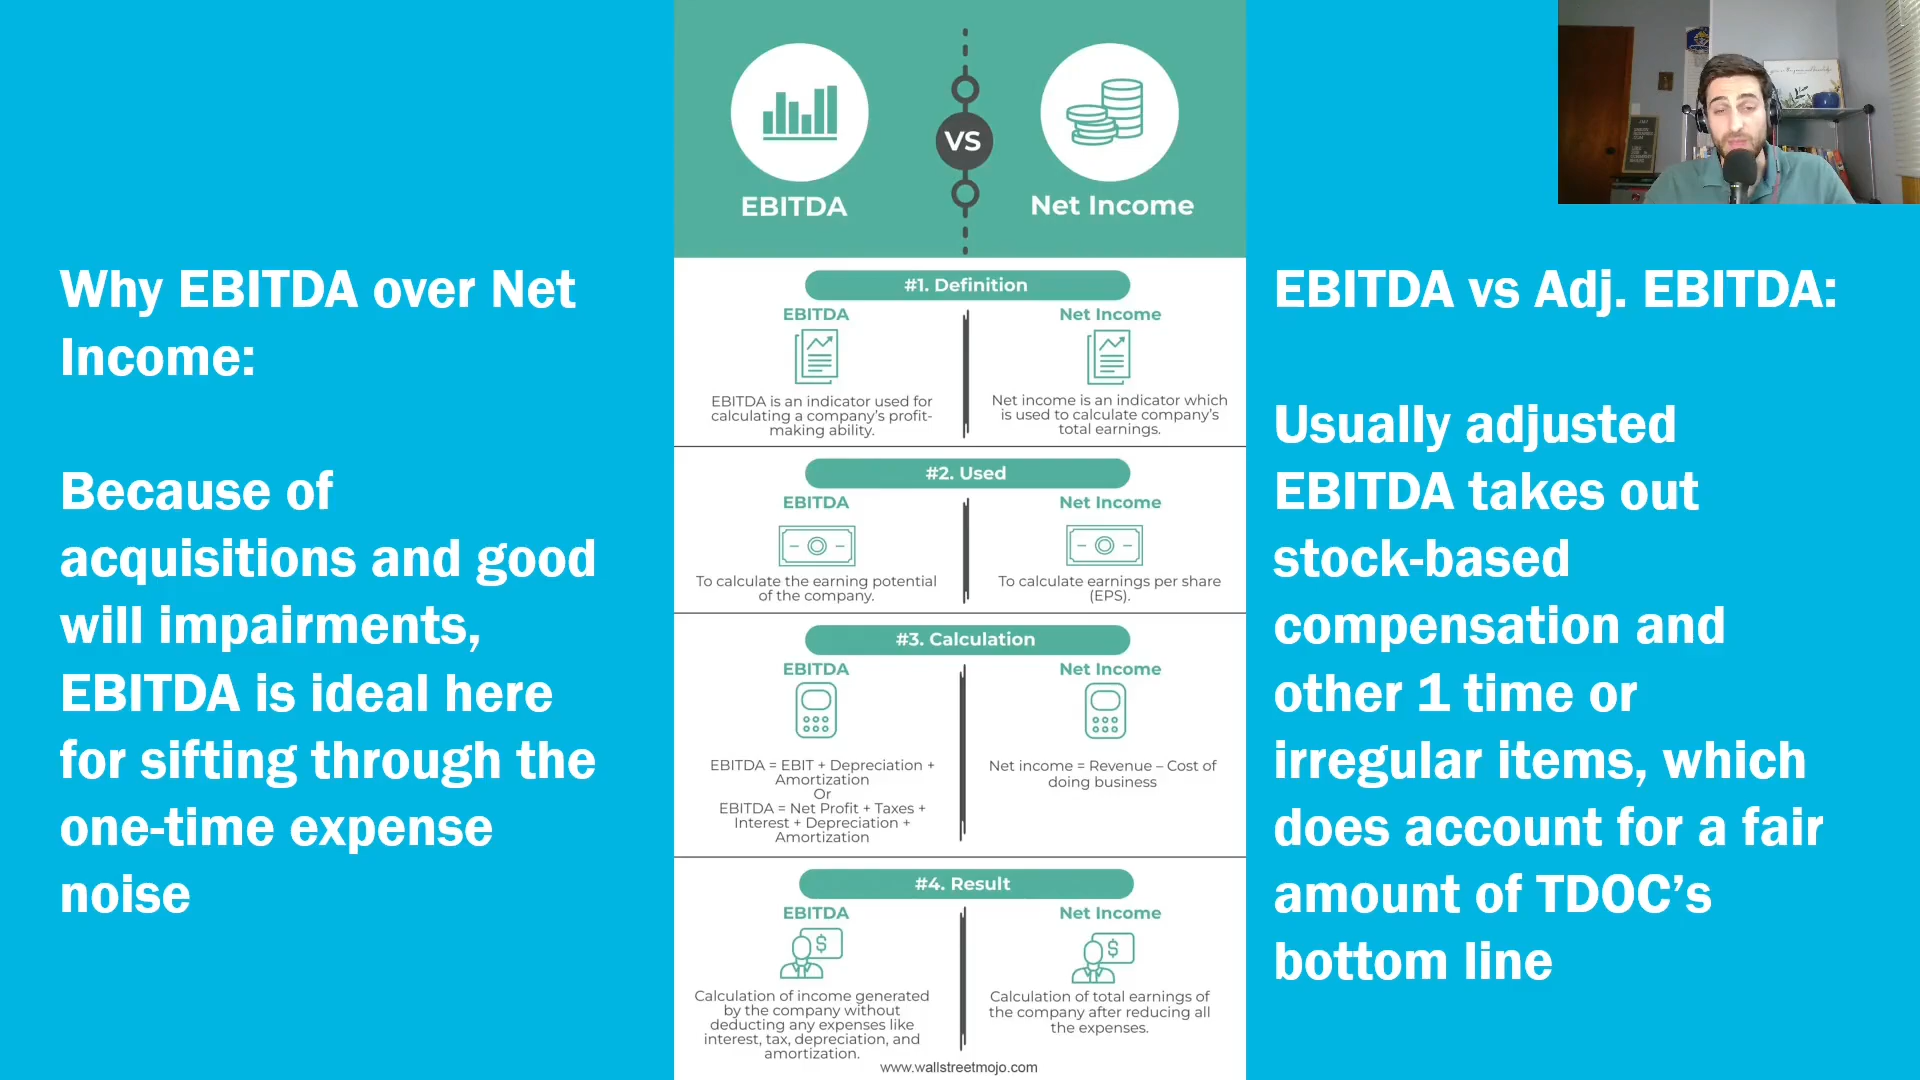 Why EBITDA over Net
Income:
Because of
acquisitions and good
will impairments,
EBITDA is ideal here
for sifting through the
one-time expense
noise
VS
EBITDA
Net Income
#1. Definition
EBITDA
Net Income
EBITDA is an indicator used for
calculating a company's profit-
making ability.
Net income is an indicator which
is used to calculate company's
total earnings.
#2. Used
EBITDA
Net Income
To calculate the earning potential
of the company.
To calculate earnings per share
(EPS).
#3. Calculation
EBITDA
Net Income
EBITDA = EBIT + Depreciation +
Amortization
Or
EBITDA = Net Profit + Taxes +
Interest + Depreciation +
Amortization
Net income = Revenue – Cost of
doing business
#4. Result
EBITDA
Net Income
$
$
Calculation of income generated
by the company without
deducting any expenses like
interest, tax, depreciation, and
amortization.
Calculation of total earnings of
the company after reducing all
the expenses.
www.wallstreetmojo.com
EBITDA vs Adj. EBITDA:
Usually adjusted
EBITDA takes out
stock-based
compensation and
other 1 time or
irregular items, which
does account for a fair
amount of TDOC’s
bottom line